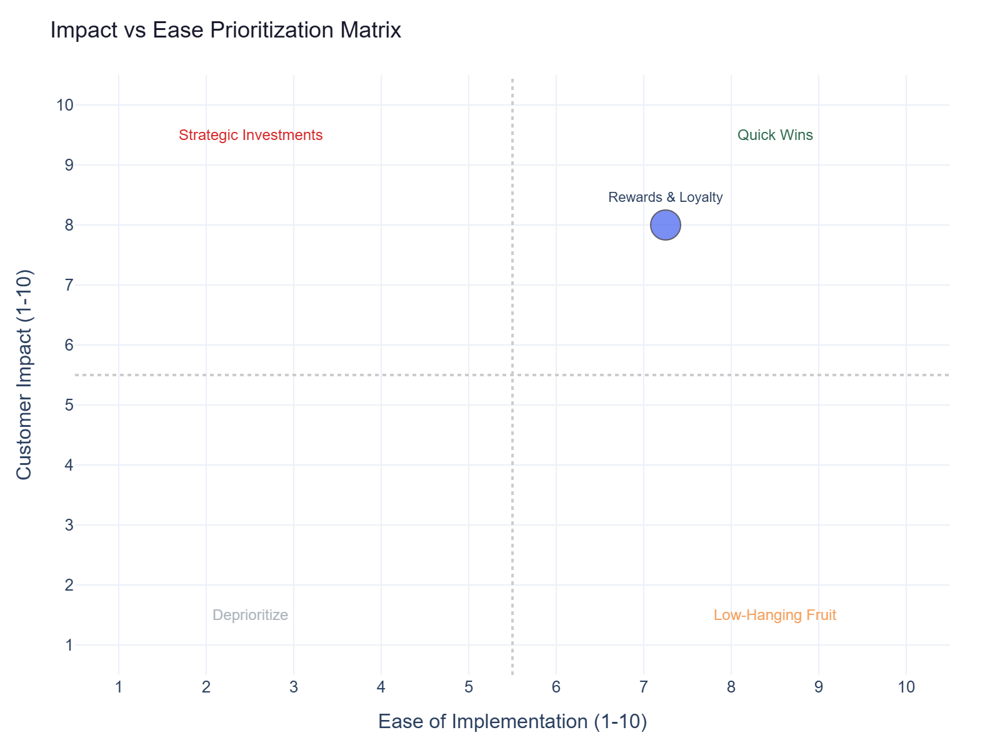 Impact vs Ease Prioritization Matrix
10
Strategic Investments
Quick Wins
9
Rewards & Loyalty
8
7
6
5
4
3
2
Deprioritize
Low-Hanging Fruit
1
Customer Impact (1-10)
1 2 3 4 5 6 7 8 9 10
Ease of Implementation (1-10)